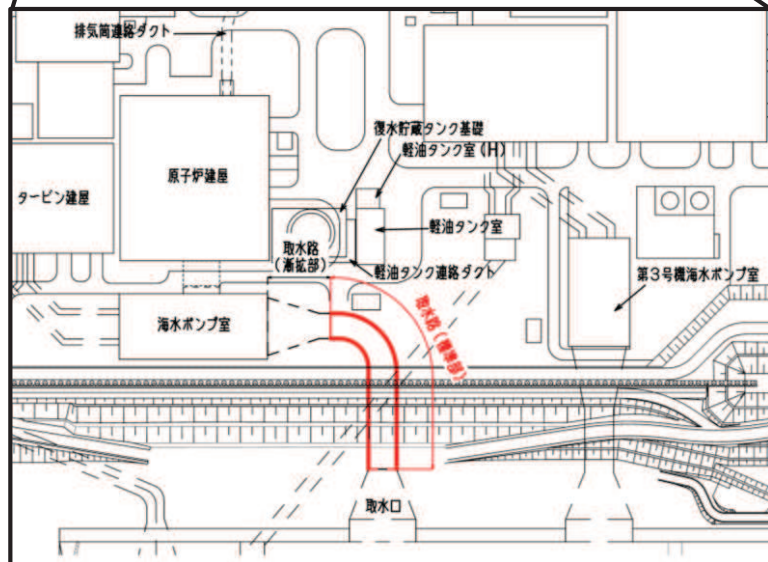 排気筒連絡ダクト
復水貯蔵タンク基礎
軽油タンク室(H)
原子炉建屋
タービン建屋
軽油タンク室
取水路
(漸拡部)
軽油タンク連絡ダクト
第3号機海水ポンプ室
海水ポンプ室
取水路(標準部)
取水口